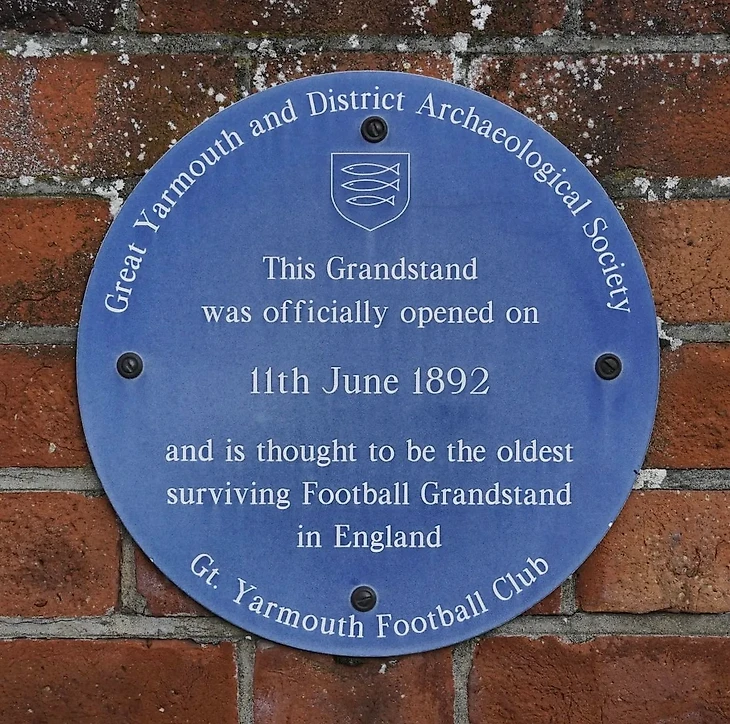 Great Yarmouth and District Archaeological Society
This Grandstand
was officially opened on
11th June 1892
and is thought to be the oldest
surviving Football Grandstand
in England
Gt. Yarmouth Football Club